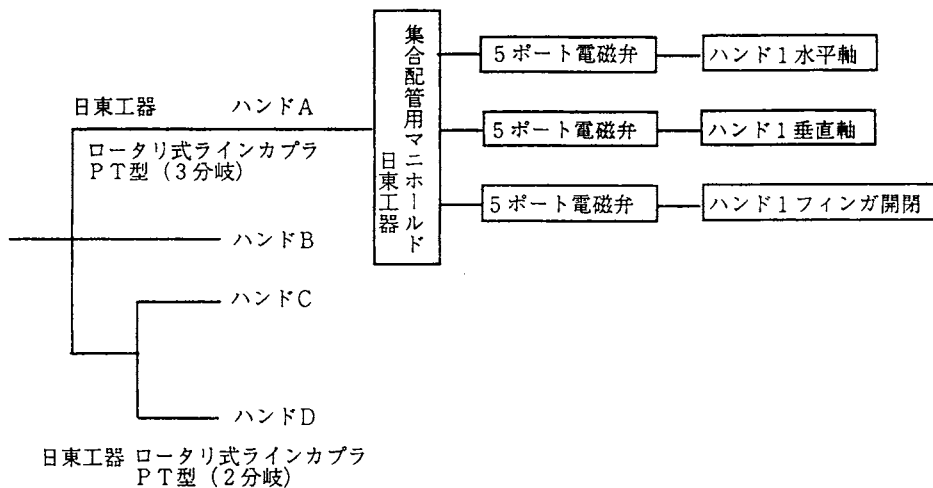 日東工器
ハンドA
ロータリ式ラインカプラ
PT型（3分岐）
集合配管用マニホールド
日東工器
5ポート電磁弁
ハンド1水平軸
5ポート電磁弁
ハンド1垂直軸
5ポート電磁弁
ハンド1フィンガ開閉
ハンドB
ハンドC
ハンドD
日東工器 ロータリ式ラインカプラ
PT型（2分岐）